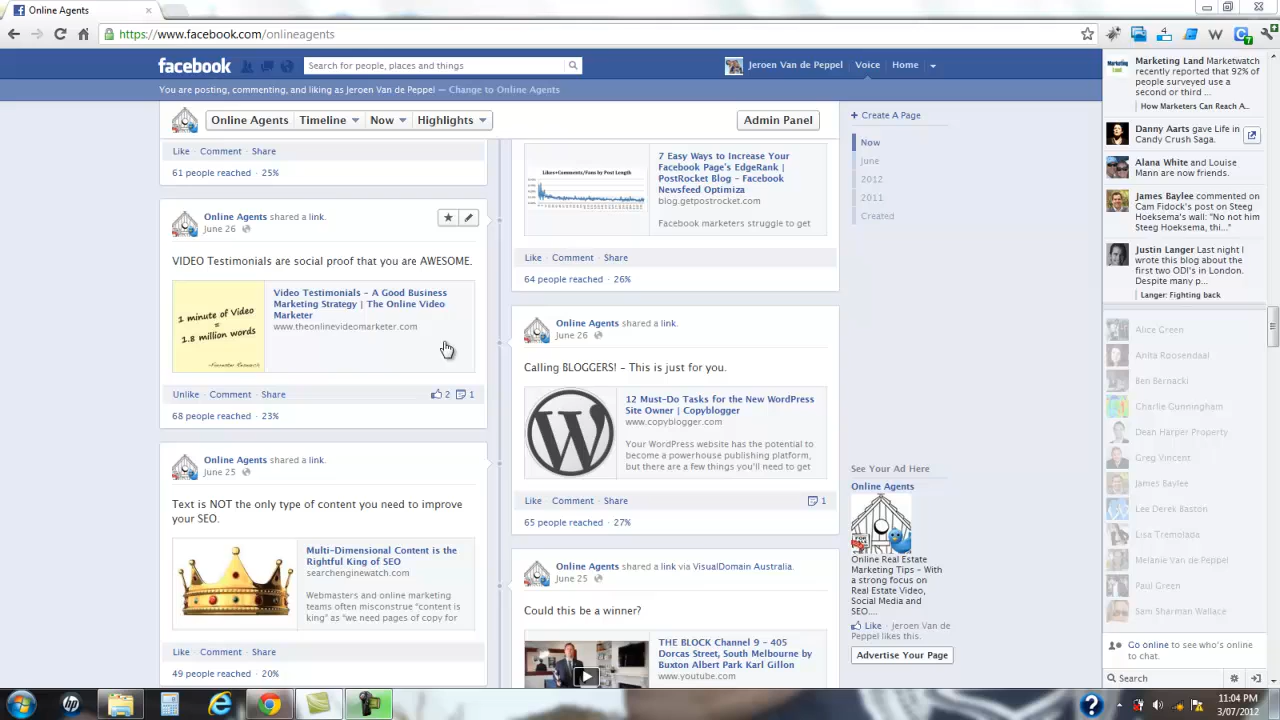 Online Agents
https://www.facebook.com/onlineagents
facebook
Search for people, places and things
Jeroen Van de Peppel
Voice
Home
You are posting, commenting, and liking as Jeroen Van de Peppel — Change to Online Agents
Online Agents
Timeline
Now
Highlights
Admin Panel
Like · Comment · Share
61 people reached · 25%
Online Agents shared a link.
June 26
VIDEO Testimonials are social proof that you are AWESOME.
1 minute of Video
=
1.8 million words
Video Testimonials – A Good Business
Marketing Strategy | The Online Video
Marketer
www.theonlinevideomarketer.com
Unlike · Comment · Share
2
1
68 people reached · 23%
Online Agents shared a link.
June 25
Text is NOT the only type of content you need to improve
your SEO.
Multi-Dimensional Content is the
Rightful King of SEO
searchenginewatch.com
Webmasters and online marketing
teams often misconstrue "content is
king" as "we need pages of copy for
Like · Comment · Share
49 people reached · 20%
Likes+Comments/Fans by Post Length
7 Easy Ways to Increase Your
Facebook Page's EdgeRank |
PostRocket Blog – Facebook
Newsfeed Optimiza
blog.getpostrocket.com
Facebook marketers struggle to get
Like · Comment · Share
64 people reached · 26%
Online Agents shared a link.
June 26
Calling BLOGGERS! – This is just for you.
12 Must-Do Tasks for the New WordPress
Site Owner | Copyblogger
www.copyblogger.com
Your WordPress website has the potential to
become a powerhouse publishing platform,
but there are a few things you'll need to get
Like · Comment · Share
1
65 people reached · 27%
Online Agents shared a link via VisualDomain Australia.
June 25
Could this be a winner?
THE BLOCK Channel 9 – 405
Dorcas Street, South Melbourne by
Buxton Albert Park Karl Gillon
www.youtube.com
+ Create A Page
Now
June
2012
2011
Created
See Your Ad Here
Online Agents
Online Real Estate
Marketing Tips – With
a strong focus on
Real Estate Video,
Social Media and
SEO....
Like · Jeroen Van de
Peppel likes this.
Advertise Your Page
Marketing Land Marketwatch
recently reported that 92% of
people surveyed use a
second or third ...
How Marketers Can Reach A..
Danny Aarts gave Life in
Candy Crush Saga.
Alana White and Louise
Mann are now friends.
James Baylee commented on
Cam Fidock's post on Steeg
Hoeksema's wall: "No not him
Steeg Hoeksema, thi..."
Justin Langer Last night I
wrote this blog about the
first two ODI's in London.
Despite many p...
Langer: Fighting back
Alice Green
Anita Roosendaal
Ben Bernacki
Charlie Gunningham
Dean Harper Property
Greg Vincent
James Baylee
Lee Derek Baston
Lisa Tremolada
Melanie Van de Peppel
Paul Green
Sam Sharman Wallace
Go online to see who's online
to chat.
Search
11:04 PM
3/07/2012